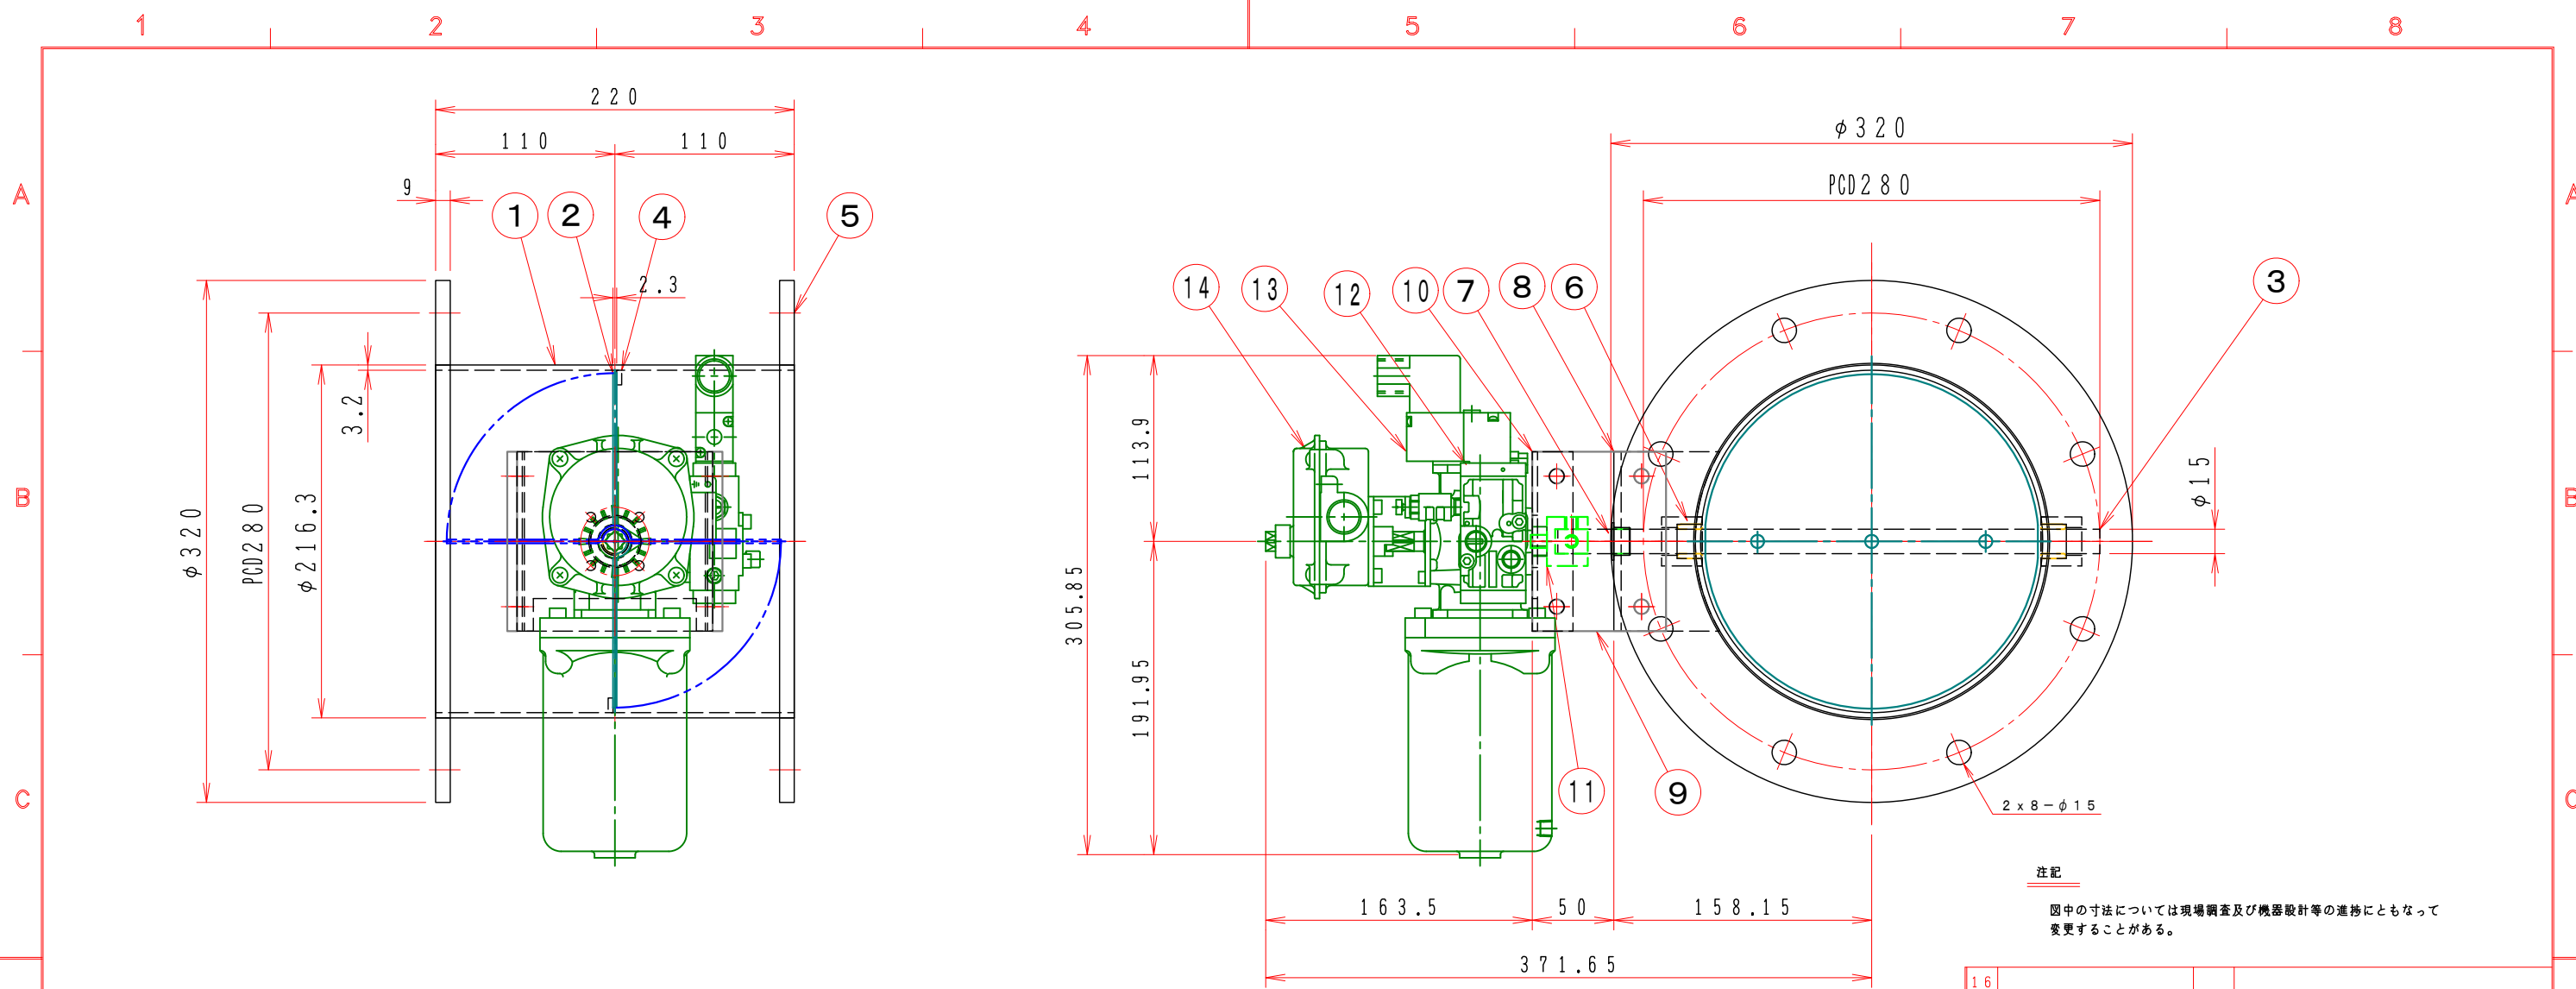 1 2 3 4 5 6 7 8
220
φ320
110 110
PCD280
9
A A
1 2 4 5
14 13 12 10 7 8 6 3
2.3
3.2
113.9
φ15
B B
φ320
PCD280
φ216.3
305.85
191.95
11 9
C C
2x8-φ15
注記
163.5 50 158.15
図中の寸法については現場調査及び機器設計等の進捗にともなって
変更することがある。
371.65
16